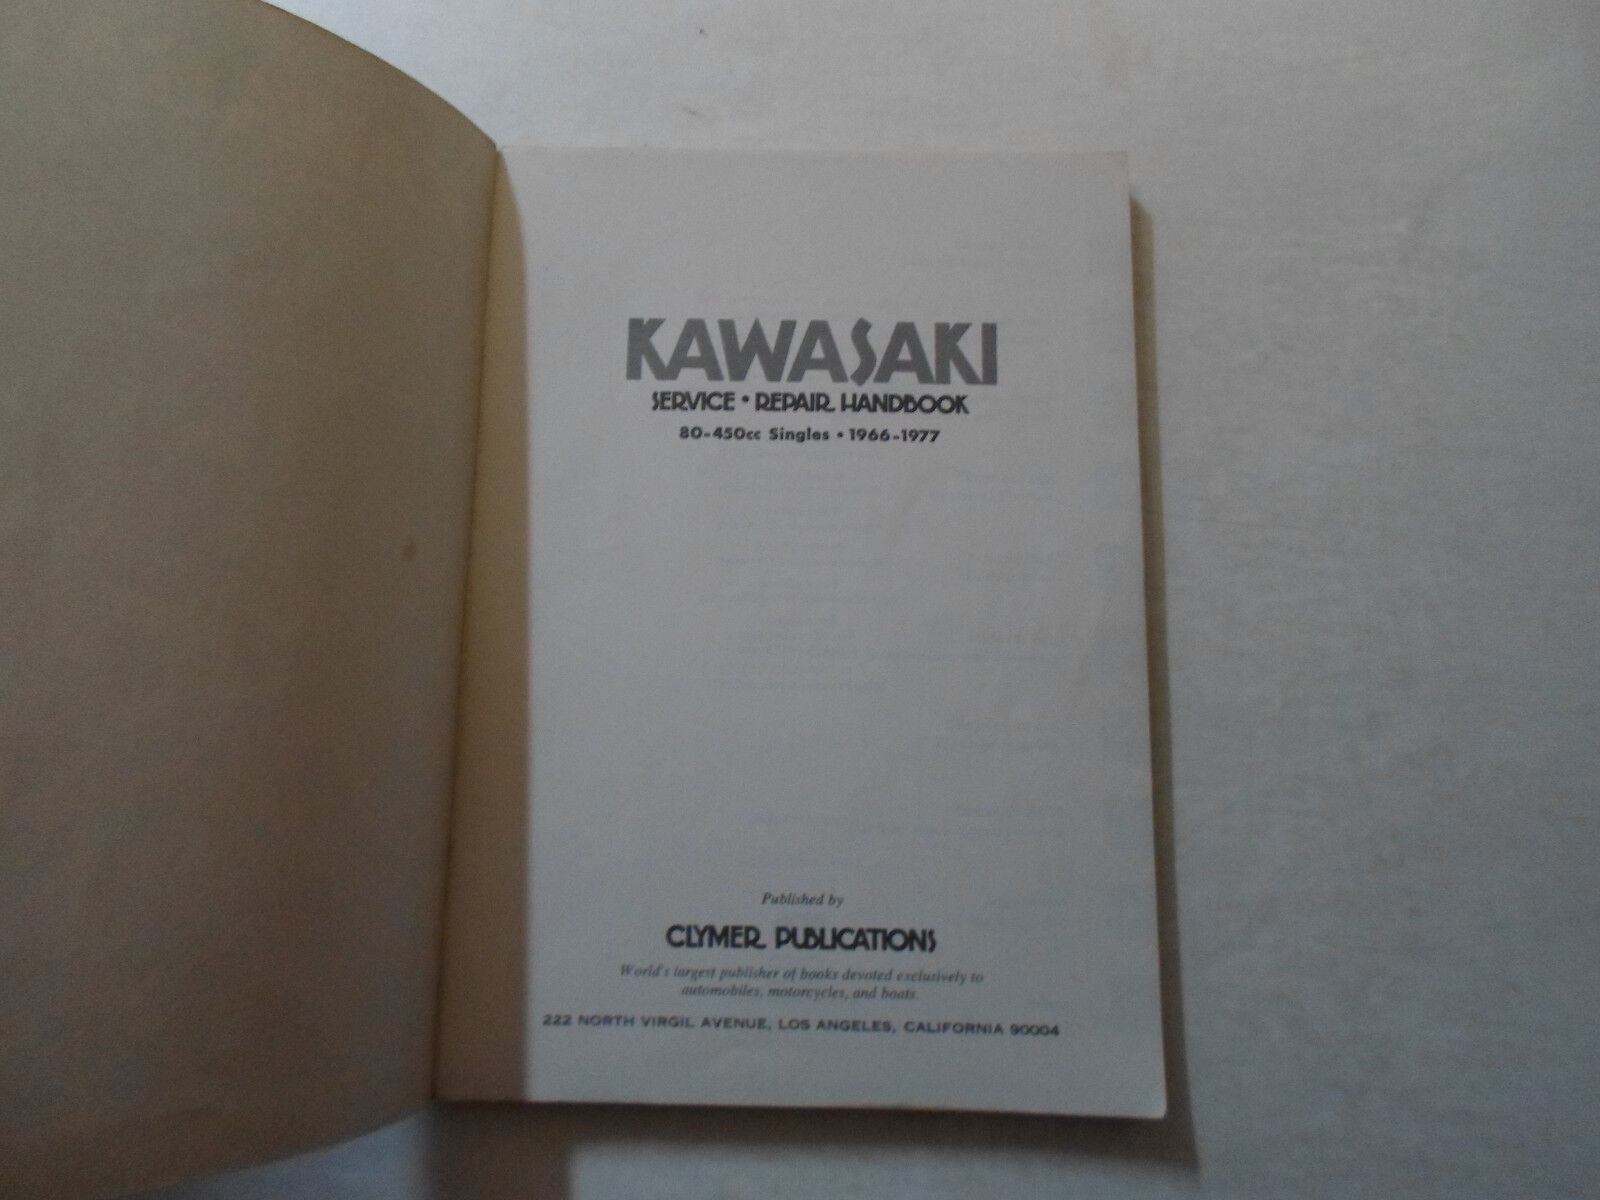 KAWASAKI
SERVICE • REPAIR HANDBOOK
80-450cc Singles • 1966-1977
Published by
CLYMER PUBLICATIONS
World's largest publisher of books devoted exclusively to
automobiles, motorcycles, and boats.
222 NORTH VIRGIL AVENUE, LOS ANGELES, CALIFORNIA 90004